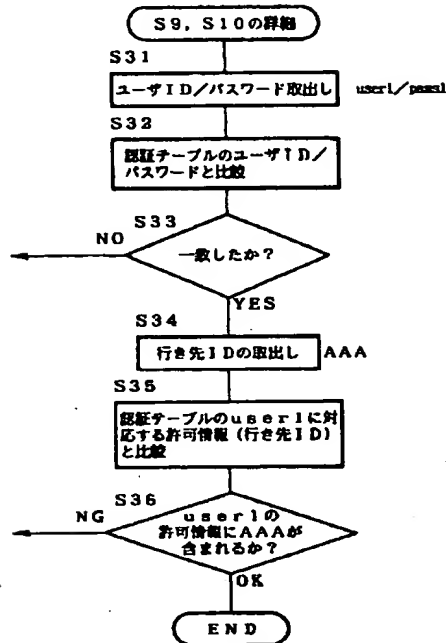 S9，S10の詳細
S31
ユーザID／パスワード取出し
user1/pass1
S32
認証テーブルのユーザID／
パスワードと比較
S33
NO
一致したか？
YES
S34
行き先IDの取出し
AAA
S35
認証テーブルのuser1に対
応する許可情報（行き先ID）
と比較
S36
NG
user1の
許可情報にAAAが
含まれるか？
OK
END